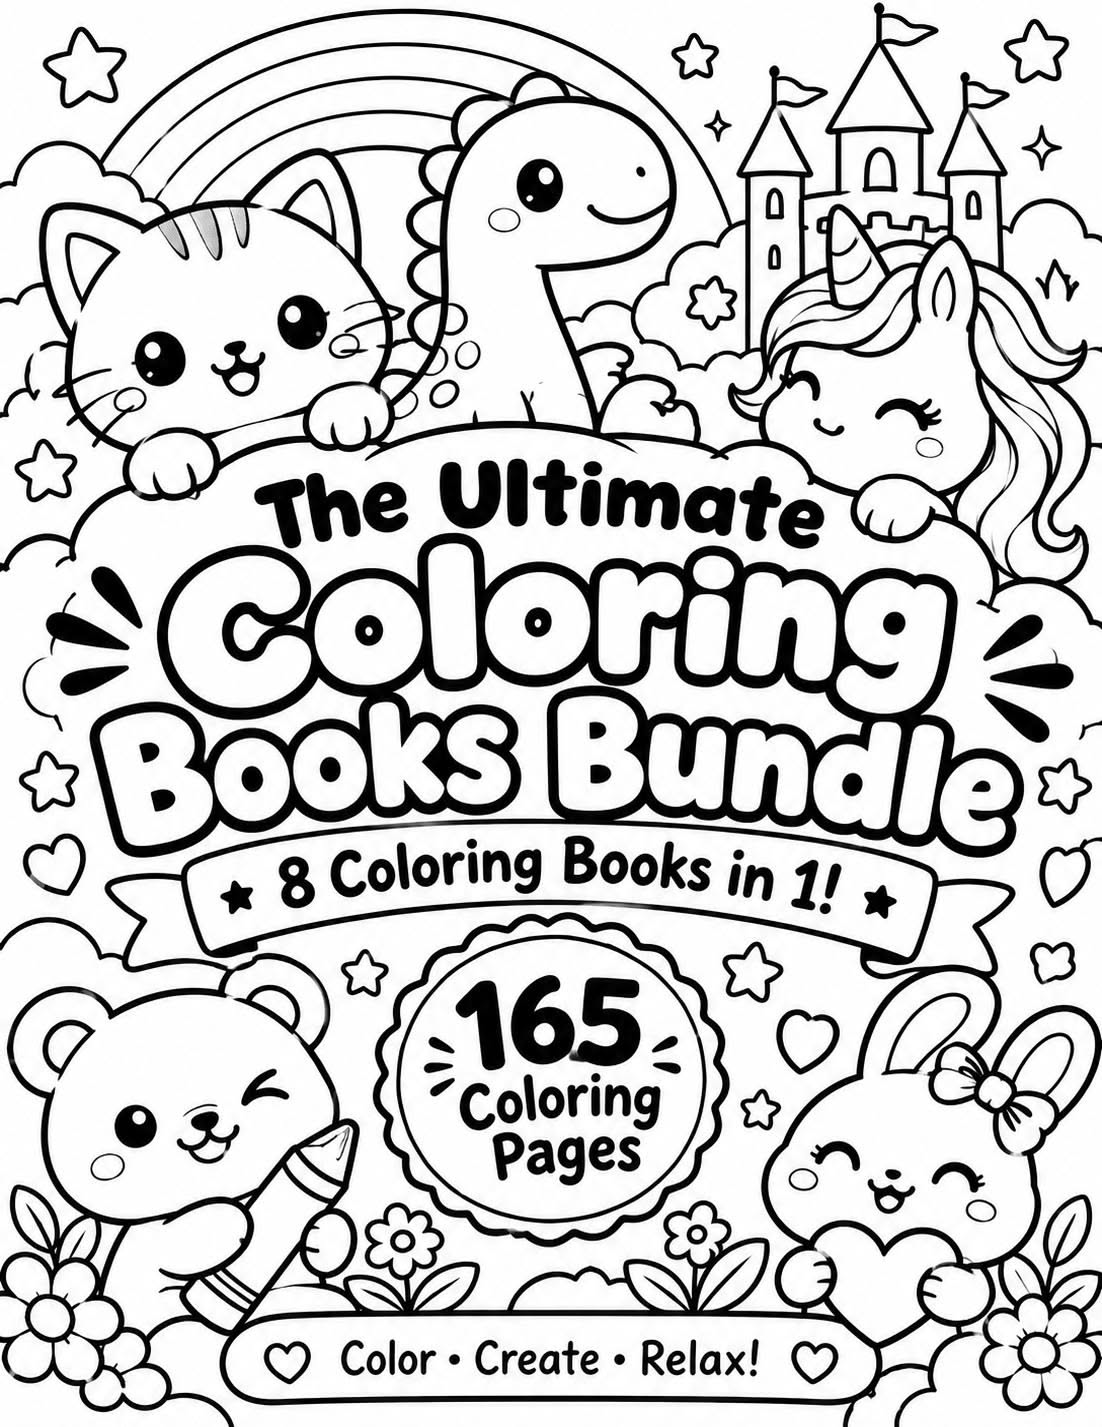 The Ultimate
Coloring
Books Bundle
★ 8 Coloring Books in 1! ★
165
Coloring
Pages
Color • Create • Relax!